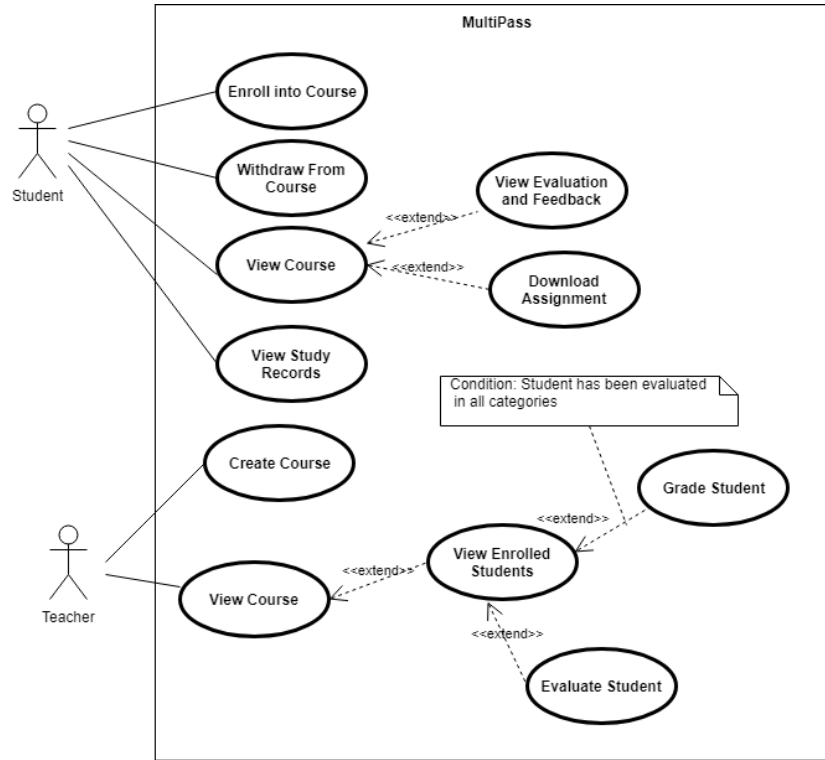 MultiPass
Enroll into Course
Student
Withdraw From
Course
View Evaluation
and Feedback
<<extend>>
View Course
<<extend>>
Download
Assignment
View Study
Records
Condition: Student has been evaluated
in all categories
Create Course
Grade Student
<<extend>>
Teacher
View Course
<<extend>>
View Enrolled
Students
<<extend>>
Evaluate Student